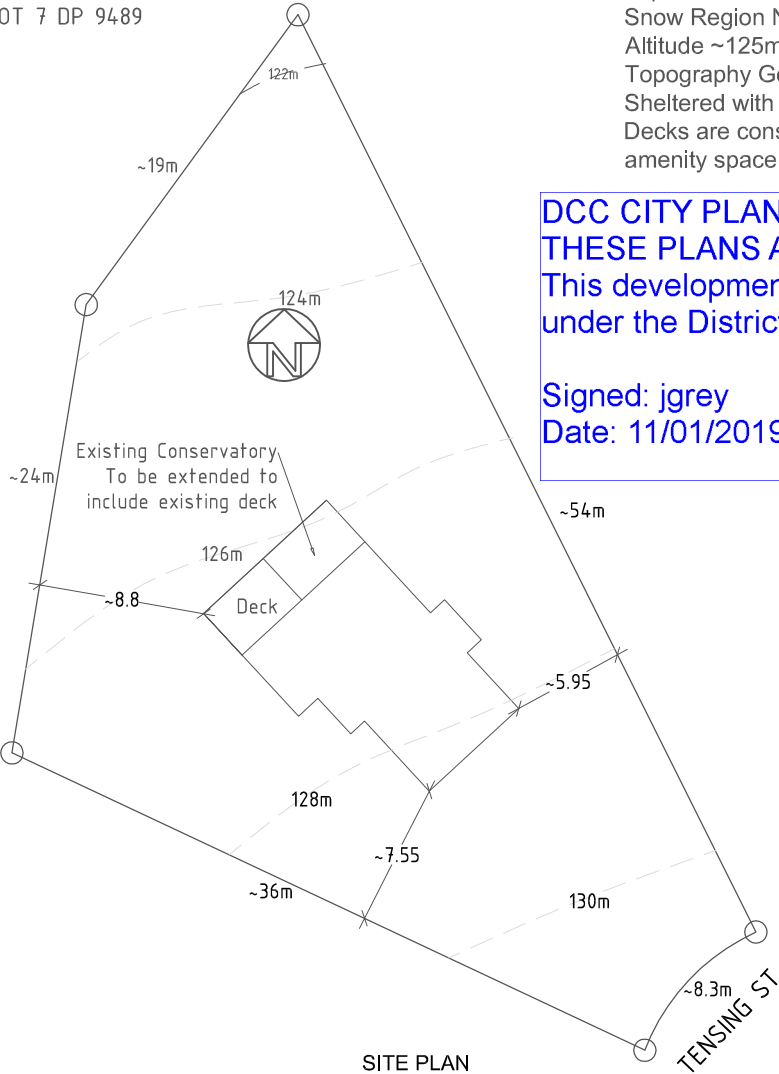 OT 7 DP 9489
Snow Region N
Altitude ~125m
Topography Ge
Sheltered with
Decks are cons
amenity space
122m
~19m
DCC CITY PLAN
THESE PLANS A
This developmen
under the Distric
Signed: jgrey
Date: 11/01/2019
124m
N
Existing Conservatory
To be extended to
include existing deck
~24m
~54m
126m
~8.8
Deck
~5.95
128m
~7.55
~36m
130m
~8.3m
TENSING ST
SITE PLAN